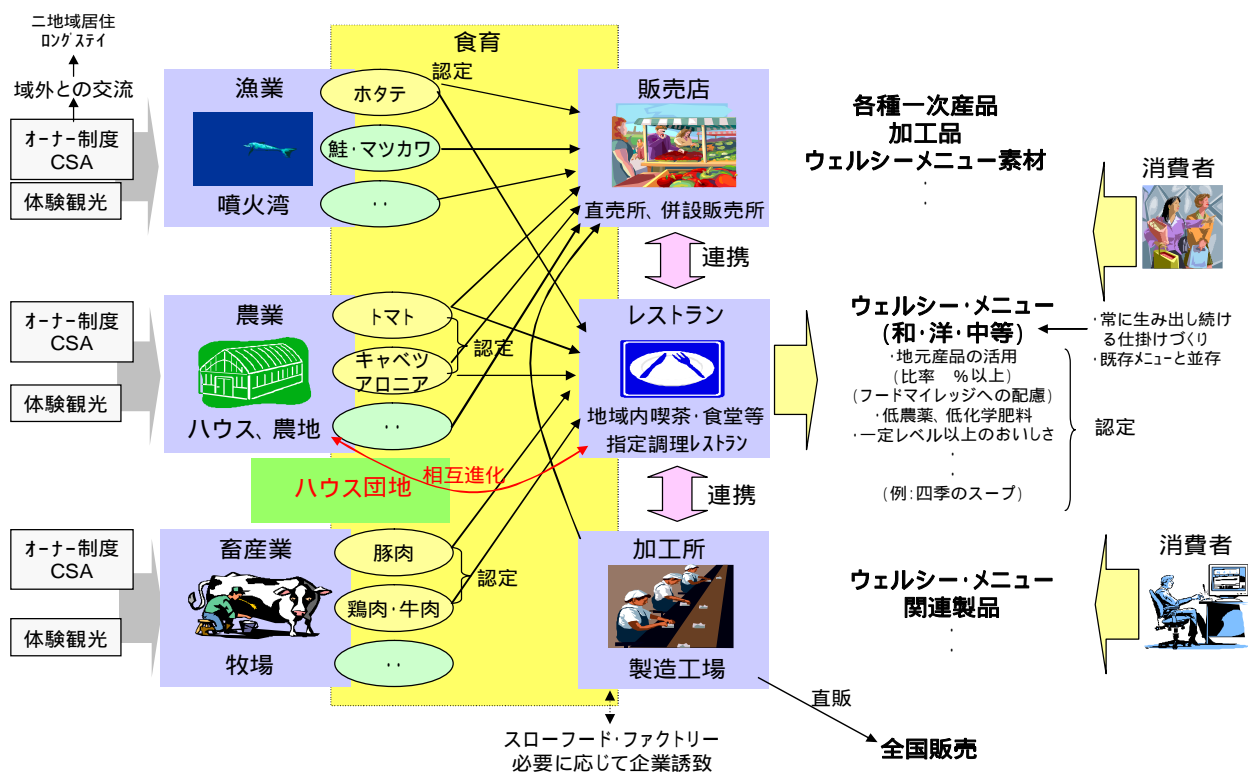 二地域居住
ロングステイ
域外との交流
オーナー制度
CSA
体験観光
漁業
噴火湾
食育
認定
ホタテ
鮭・マツカワ
・・
販売店
直売所、併設販売所
連携
各種一次産品
加工品
ウェルシーメニュー素材
・
・
消費者
オーナー制度
CSA
体験観光
農業
ハウス、農地
トマト
キャベツ
アロニア
・・
認定
レストラン
地域内喫茶・食堂等
指定調理レストラン
相互進化
ハウス団地
連携
ウェルシー・メニュー
(和・洋・中等)
・地元産品の活用
(比率　%以上)
(フードマイレッジへの配慮)
・低農薬、低化学肥料
・一定レベル以上のおいしさ
・
・
(例:四季のスープ)
・常に生み出し続け
る仕掛けづくり
・既存メニューと並存
認定
オーナー制度
CSA
体験観光
畜産業
牧場
豚肉
鶏肉・牛肉
・・
認定
加工所
製造工場
ウェルシー・メニュー
関連製品
・
・
消費者
直販
全国販売
スローフード・ファクトリー
必要に応じて企業誘致